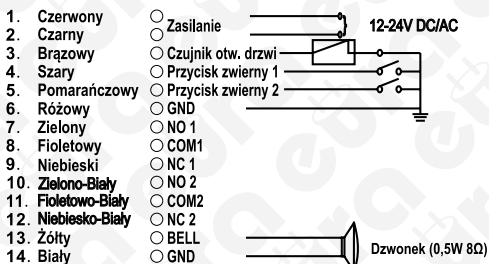 1. Czerwony
2. Czarny
Zasilanie
12-24V DC/AC
3. Brązowy Czujnik otw. drzwi
4. Szary Przycisk zwierny 1
5. Pomarańczowy Przycisk zwierny 2
6. Różowy GND
7. Zielony NO 1
8. Fioletowy COM1
9. Niebieski NC 1
10. Zielono-Biały NO 2
11. Fioletowo-Biały COM2
12. Niebiesko-Biały NC 2
13. Żółty BELL
14. Biały GND
Dzwonek (0,5W 8Ω)